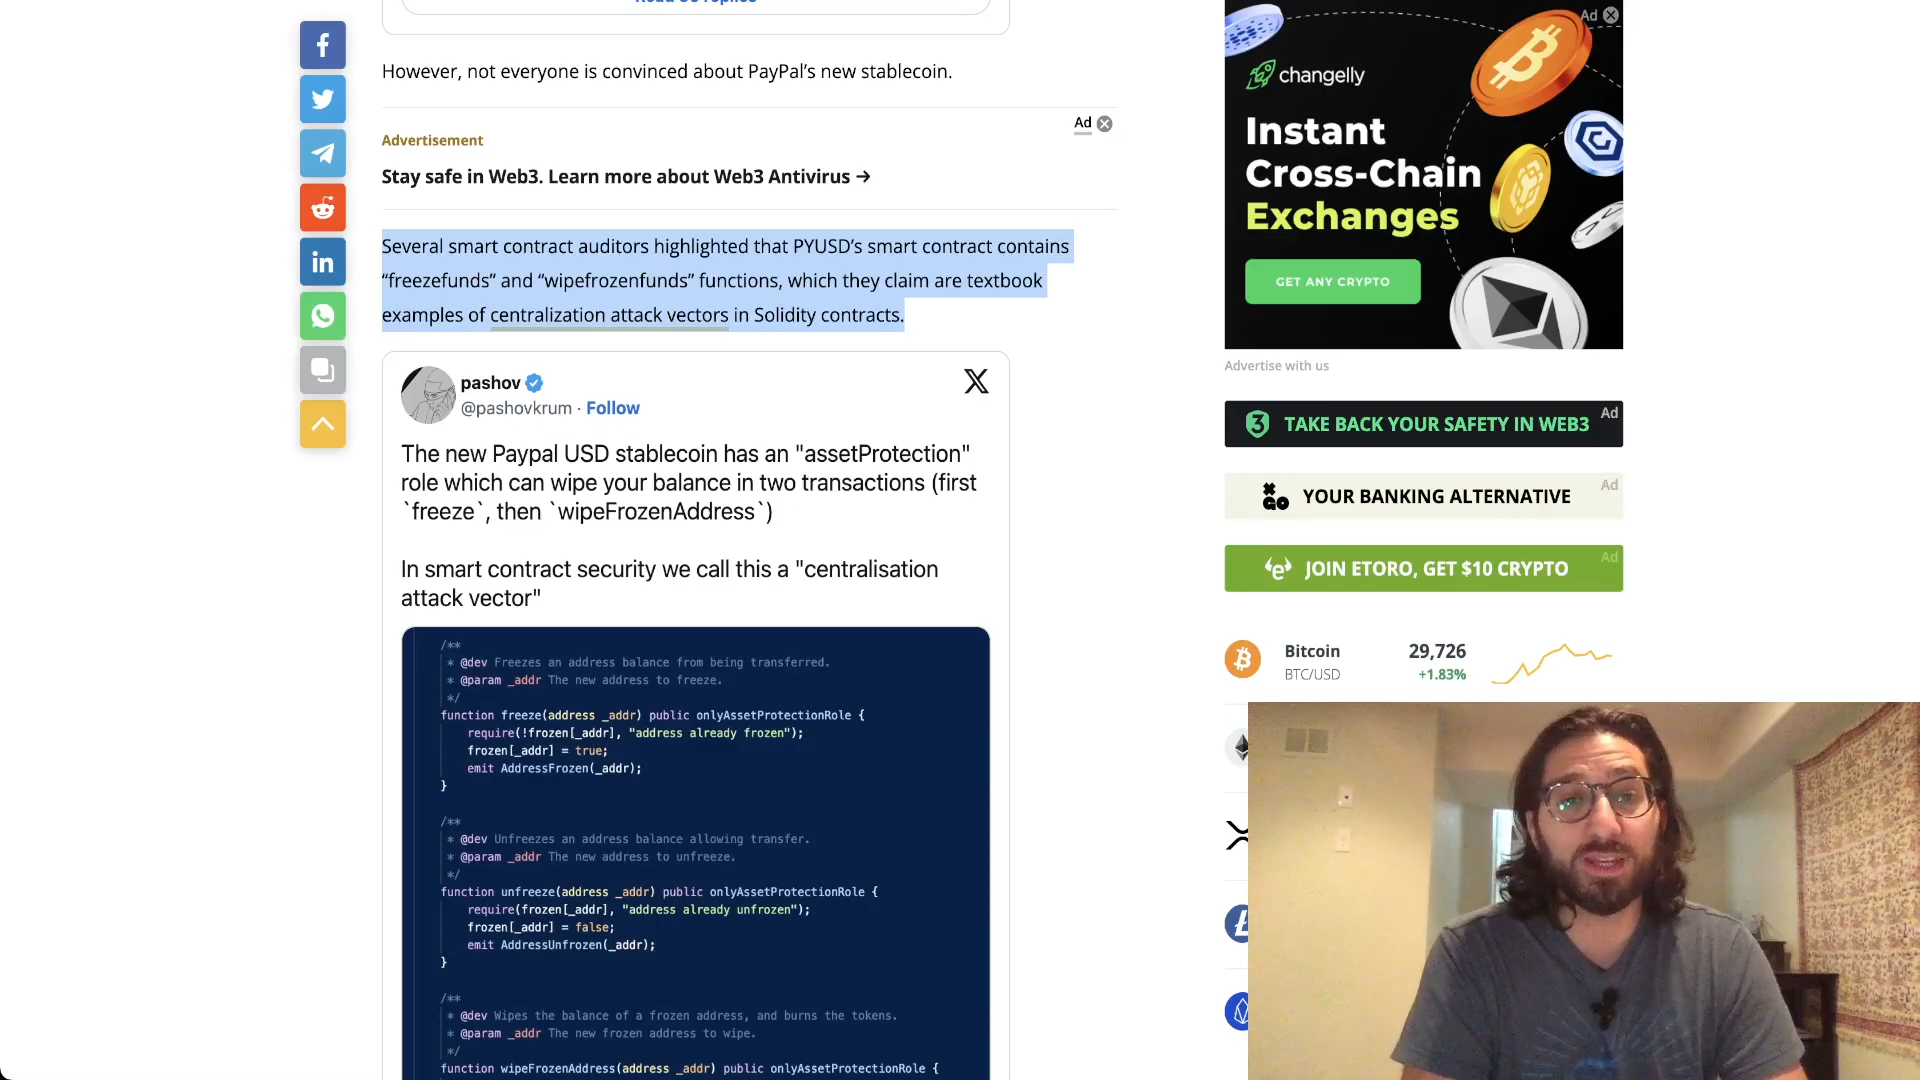 However, not everyone is convinced about PayPal’s new stablecoin.
Ad
Advertisement
Stay safe in Web3. Learn more about Web3 Antivirus →
Several smart contract auditors highlighted that PYUSD’s smart contract contains
“freezefunds” and “wipefrozenfunds” functions, which they claim are textbook
examples of centralization attack vectors in Solidity contracts.
pashov
@pashovkrum · Follow
The new Paypal USD stablecoin has an "assetProtection"
role which can wipe your balance in two transactions (first
`freeze`, then `wipeFrozenAddress`)
In smart contract security we call this a "centralisation
attack vector"
/**
* @dev Freezes an address balance from being transferred.
* @param _addr The new address to freeze.
*/
function freeze(address _addr) public onlyAssetProtectionRole {
require(!frozen[_addr], "address already frozen");
frozen[_addr] = true;
emit AddressFrozen(_addr);
}
/**
* @dev Unfreezes an address balance allowing transfer.
* @param _addr The new address to unfreeze.
*/
function unfreeze(address _addr) public onlyAssetProtectionRole {
require(frozen[_addr], "address already unfrozen");
frozen[_addr] = false;
emit AddressUnfrozen(_addr);
}
/**
* @dev Wipes the balance of a frozen address, and burns the tokens.
* @param _addr The new frozen address to wipe.
*/
function wipeFrozenAddress(address _addr) public onlyAssetProtectionRole {
Ad
changelly
Instant
Cross-Chain
Exchanges
GET ANY CRYPTO
Advertise with us
TAKE BACK YOUR SAFETY IN WEB3
Ad
YOUR BANKING ALTERNATIVE
Ad
JOIN ETORO, GET $10 CRYPTO
Ad
Bitcoin 29,726
BTC/USD +1.83%